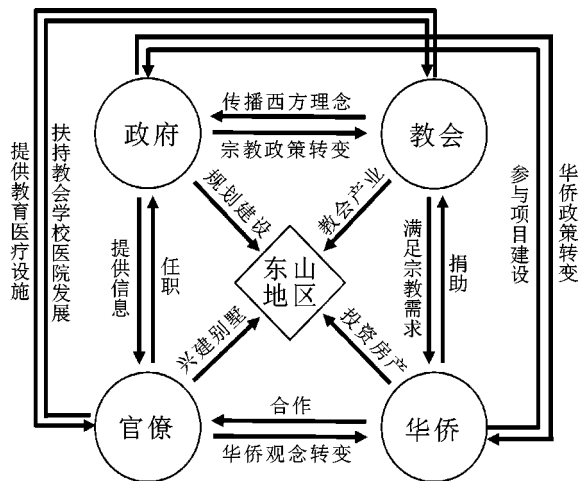 传播西方理念
政府
教会
宗教政策转变
提供教育医疗设施
扶持教会学校医院发展
规划建设
教会产业
参与项目建设
华侨政策转变
提供信息
任职
东山
地区
满足宗教需求
捐助
兴建别墅
投资房产
官僚
合作
华侨
华侨观念转变